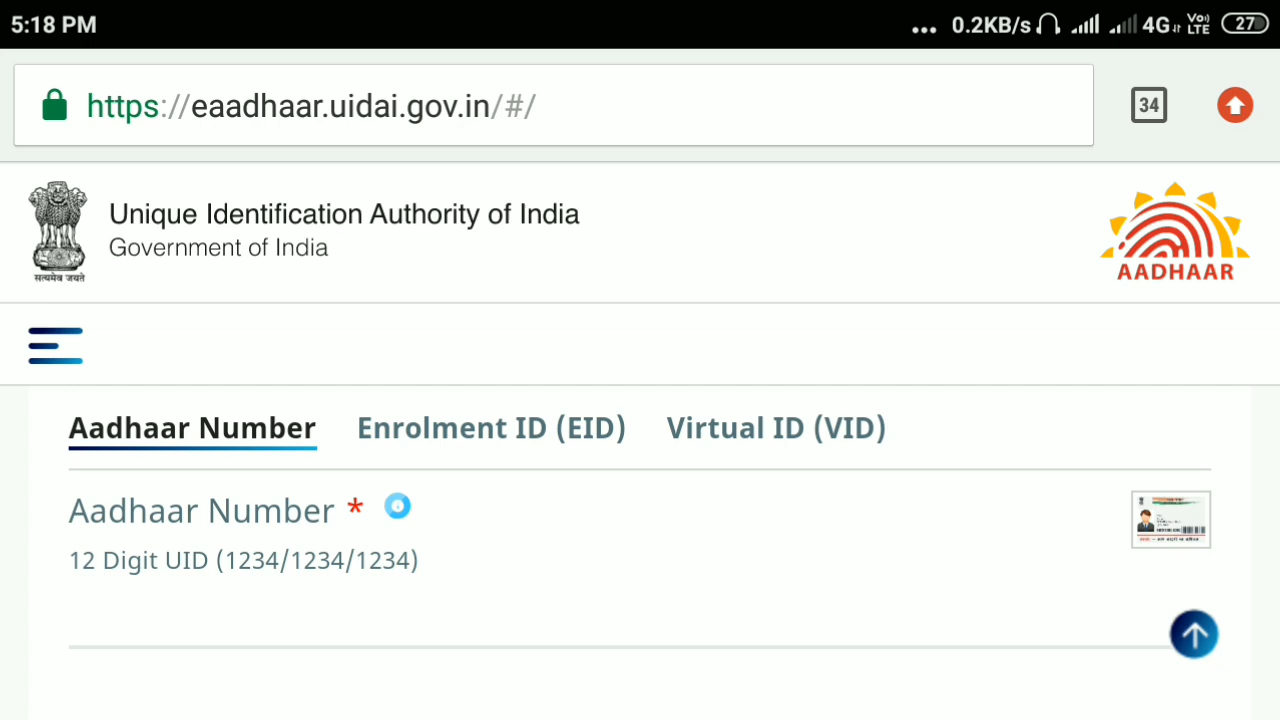 5:18 PM
... 0.2KB/s 4G Vo) LTE 27
https://eaadhaar.uidai.gov.in/#/
34
Unique Identification Authority of India
Government of India
सत्यमेव जयते
AADHAAR
Aadhaar Number
Enrolment ID (EID)
Virtual ID (VID)
Aadhaar Number *
12 Digit UID (1234/1234/1234)